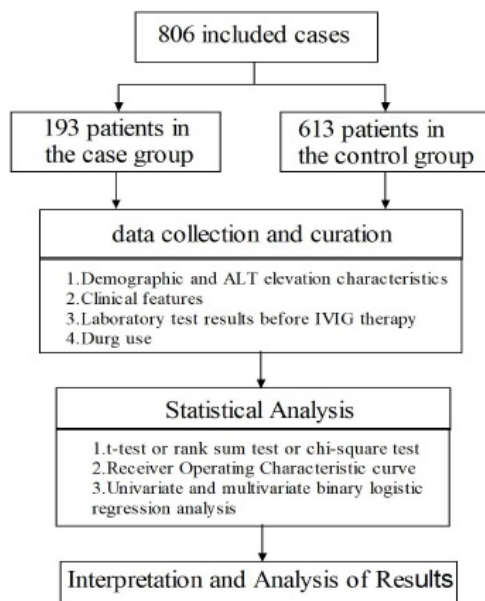 806 included cases
193 patients in
the case group
613 patients in
the control group
data collection and curation
1.Demographic and ALT elevation characteristics
2.Clinical features
3.Laboratory test results before IVIG therapy
4.Durg use
Statistical Analysis
1.t-test or rank sum test or chi-square test
2.Receiver Operating Characteristic curve
3.Univariate and multivariate binary logistic
regression analysis
Interpretation and Analysis of Results